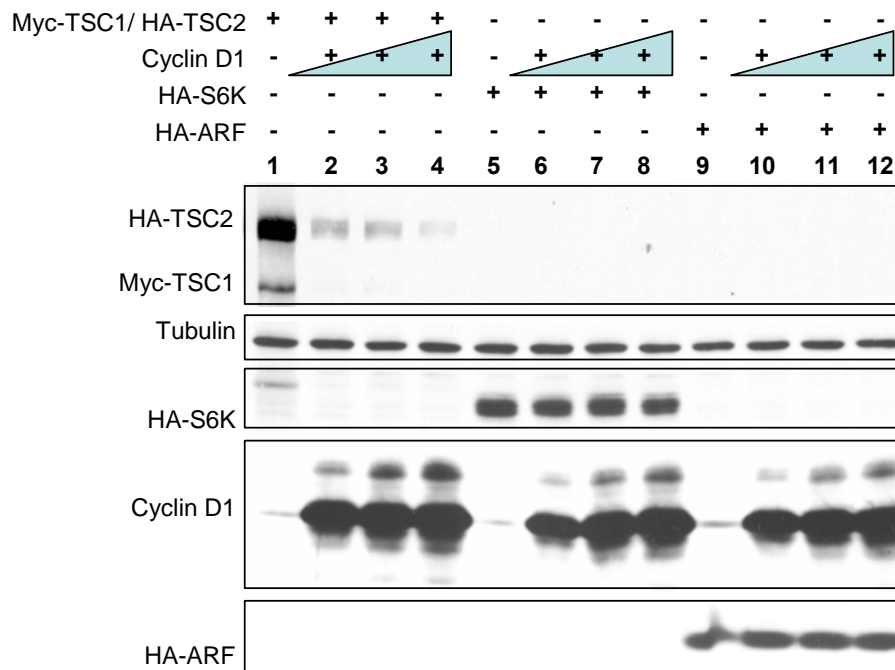 Myc-TSC1/ HA-TSC2 + + + + - - - - - - - -
Cyclin D1 - + + + - + + + - + + +
HA-S6K - - - - + + + + - - - -
HA-ARF - - - - - - - - + + + +
1 2 3 4 5 6 7 8 9 10 11 12
HA-TSC2
Myc-TSC1
Tubulin
HA-S6K
Cyclin D1
HA-ARF